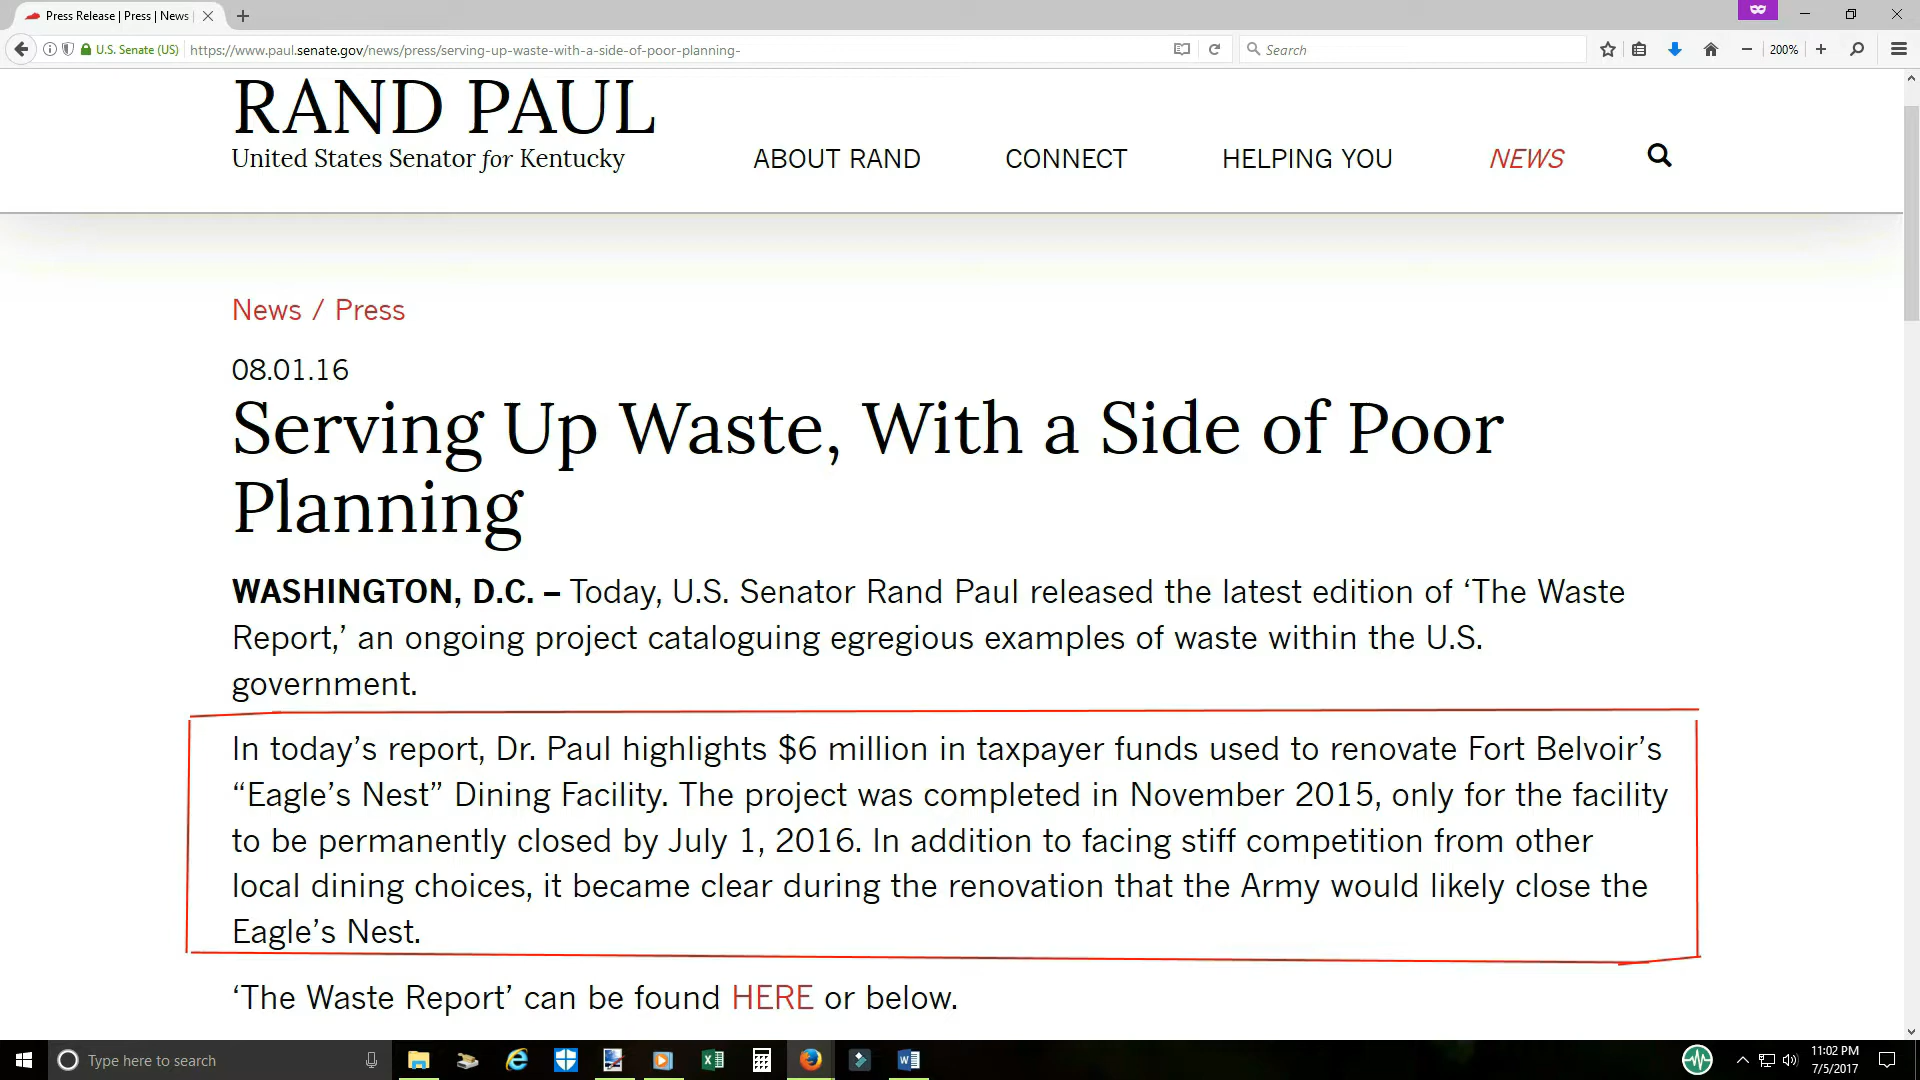 Press Release | Press | News
U.S. Senate (US)
https://www.paul.senate.gov/news/press/serving-up-waste-with-a-side-of-poor-planning-
Search
200%
RAND PAUL
United States Senator for Kentucky
ABOUT RAND
CONNECT
HELPING YOU
NEWS
News / Press
08.01.16
Serving Up Waste, With a Side of Poor
Planning
WASHINGTON, D.C. – Today, U.S. Senator Rand Paul released the latest edition of ‘The Waste
Report,’ an ongoing project cataloguing egregious examples of waste within the U.S.
government.
In today’s report, Dr. Paul highlights $6 million in taxpayer funds used to renovate Fort Belvoir’s
“Eagle’s Nest” Dining Facility. The project was completed in November 2015, only for the facility
to be permanently closed by July 1, 2016. In addition to facing stiff competition from other
local dining choices, it became clear during the renovation that the Army would likely close the
Eagle’s Nest.
‘The Waste Report’ can be found HERE or below.
Type here to search
11:02 PM
7/5/2017